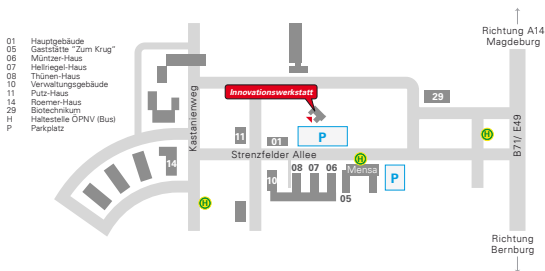 01 Hauptgebäude
05 Gaststätte "Zum Krug"
06 Müntzer-Haus
07 Hellriegel-Haus
08 Thünen-Haus
10 Verwaltungsgebäude
11 Putz-Haus
14 Roemer-Haus
29 Biotechnikum
H Haltestelle ÖPNV (Bus)
P Parkplatz
Richtung A14
Magdeburg
Innovationswerkstatt
29
Kastanienweg
11
01
P
H
B71/ E49
Strenzfelder Allee
H
14
10
08 07 06
Mensa
P
05
H
Richtung
Bernburg